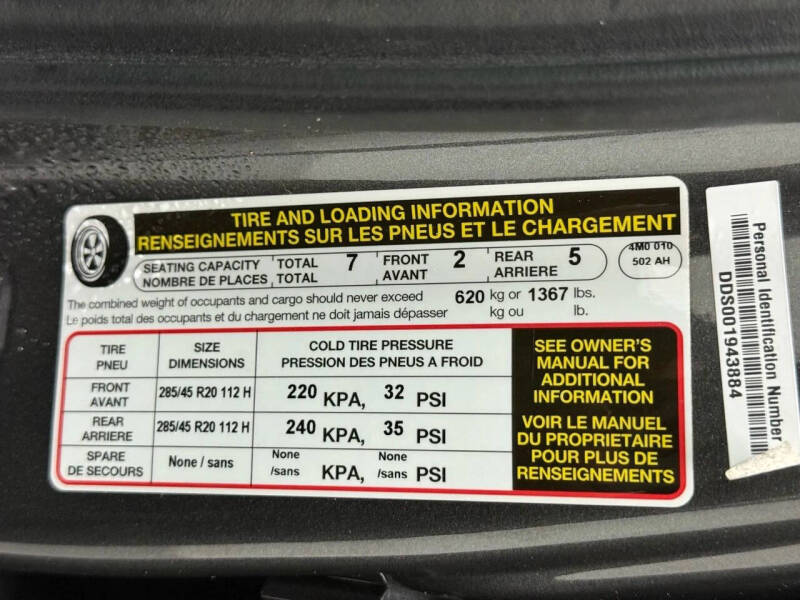 TIRE AND LOADING INFORMATION
RENSEIGNEMENTS SUR LES PNEUS ET LE CHARGEMENT
SEATING CAPACITY TOTAL 7 FRONT 2 REAR 5
NOMBRE DE PLACES TOTAL AVANT ARRIERE
4M0 010
502 AH
The combined weight of occupants and cargo should never exceed 620 kg or 1367 lbs.
Le poids total des occupants et du chargement ne doit jamais dépasser kg ou lb.
TIRE SIZE COLD TIRE PRESSURE
PNEU DIMENSIONS PRESSION DES PNEUS A FROID
FRONT
AVANT 285/45 R20 112 H 220 KPA, 32 PSI
REAR
ARRIERE 285/45 R20 112 H 240 KPA, 35 PSI
SPARE
DE SECOURS None / sans None /sans KPA, None /sans PSI
SEE OWNER'S
MANUAL FOR
ADDITIONAL
INFORMATION
VOIR LE MANUEL
DU PROPRIETAIRE
POUR PLUS DE
RENSEIGNEMENTS
Personal Identification Number
DDS001943884